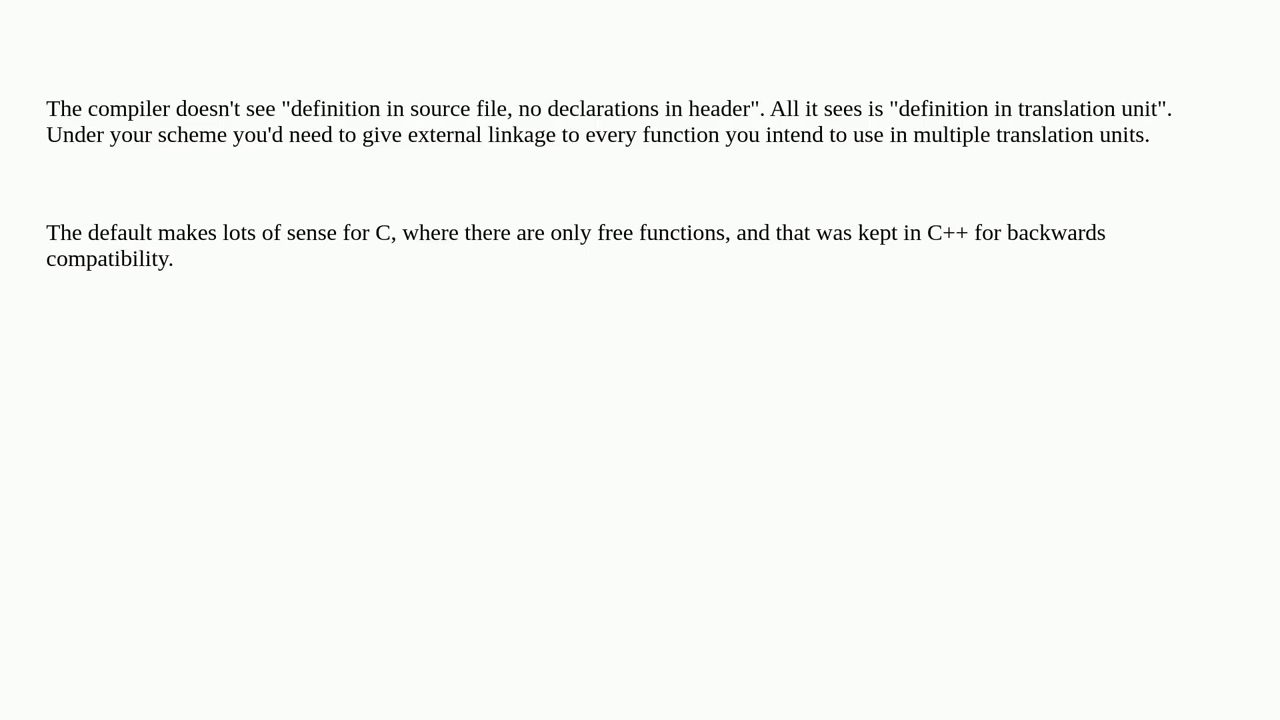 The compiler doesn't see "definition in source file, no declarations in header". All it sees is "definition in translation unit".
Under your scheme you'd need to give external linkage to every function you intend to use in multiple translation units.
The default makes lots of sense for C, where there are only free functions, and that was kept in C++ for backwards
compatibility.